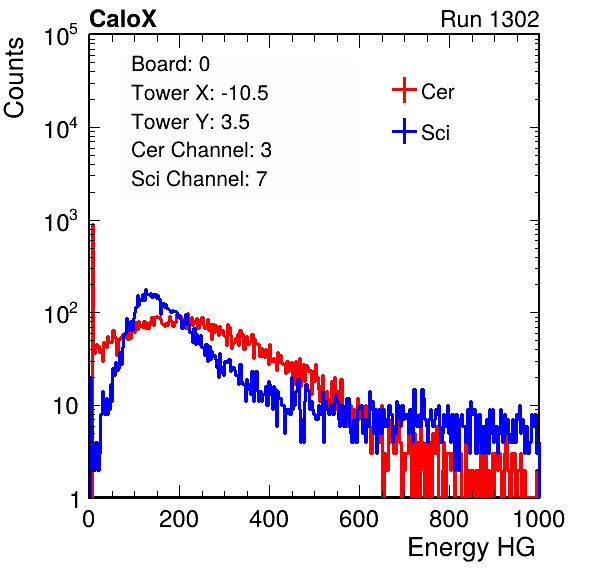 CaloX Run 1302
Counts
10^5
10^4
10^3
10^2
10
1
Board: 0
Tower X: -10.5
Tower Y: 3.5
Cer Channel: 3
Sci Channel: 7
Cer
Sci
0 200 400 600 800 1000
Energy HG